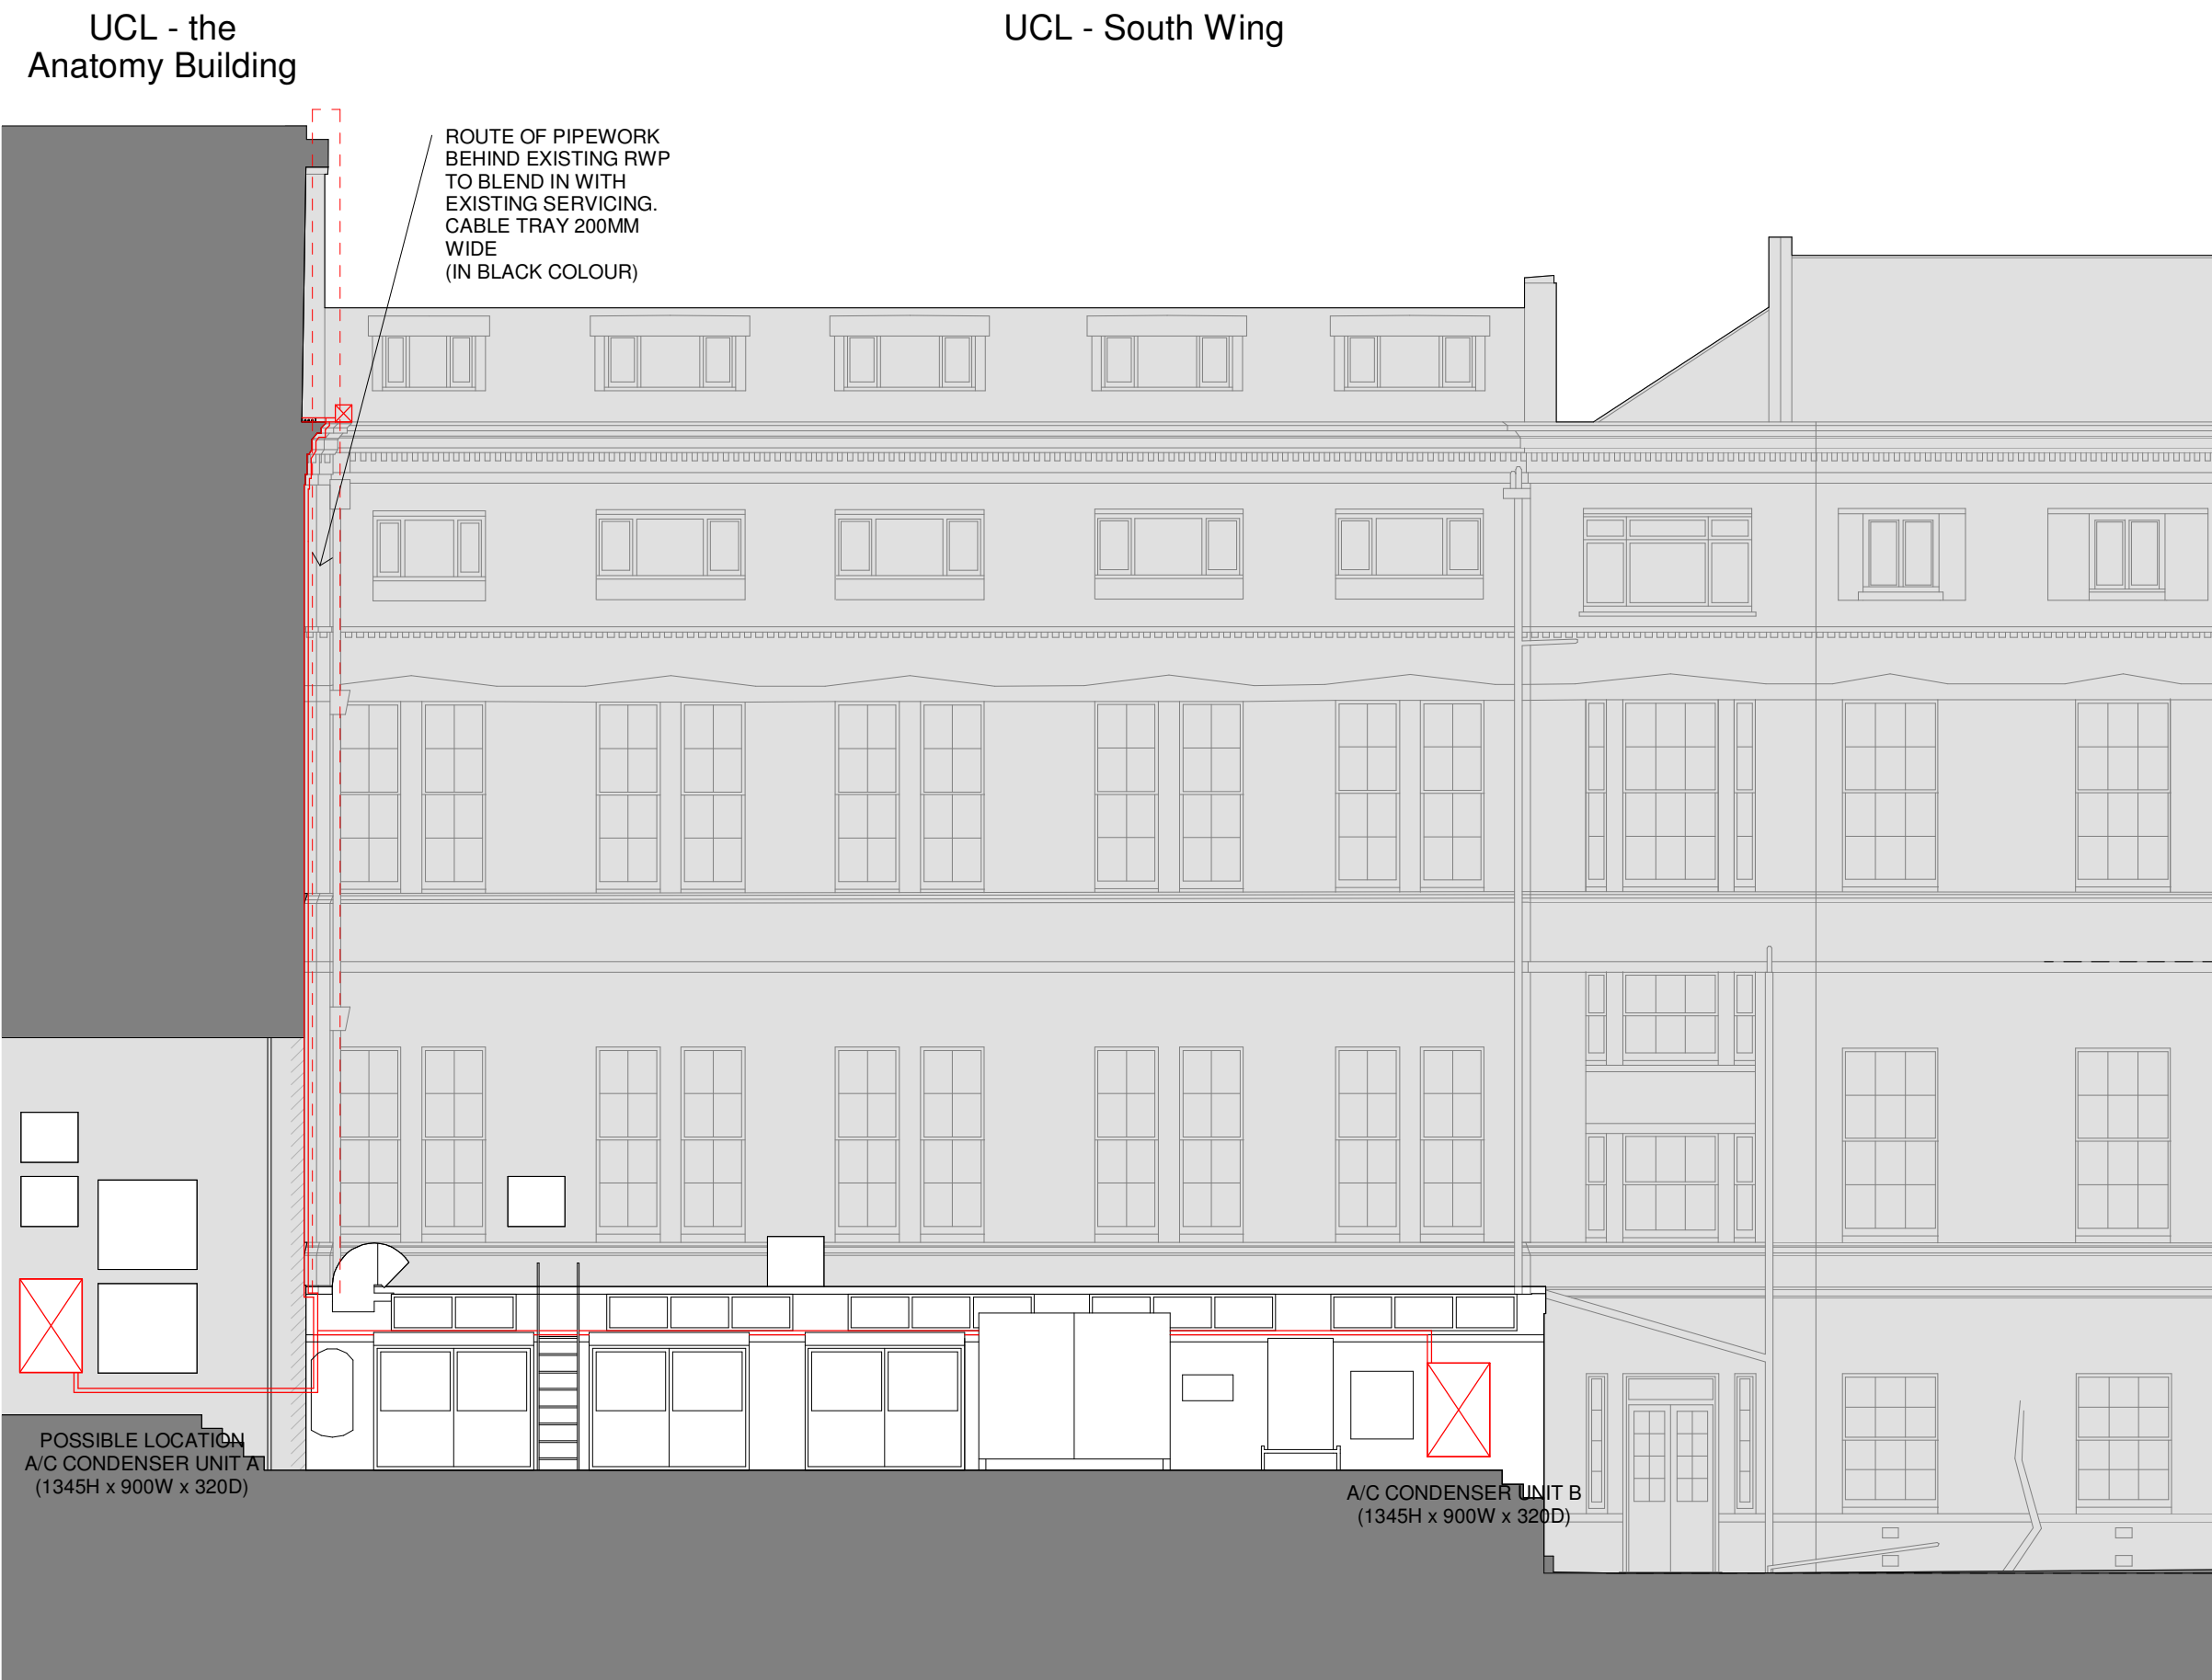 UCL - the
Anatomy Building
UCL - South Wing
ROUTE OF PIPEWORK
BEHIND EXISTING RWP
TO BLEND IN WITH
EXISTING SERVICING.
CABLE TRAY 200MM
WIDE
(IN BLACK COLOUR)
POSSIBLE LOCATION
A/C CONDENSER UNIT A
(1345H x 900W x 320D)
A/C CONDENSER UNIT B
(1345H x 900W x 320D)